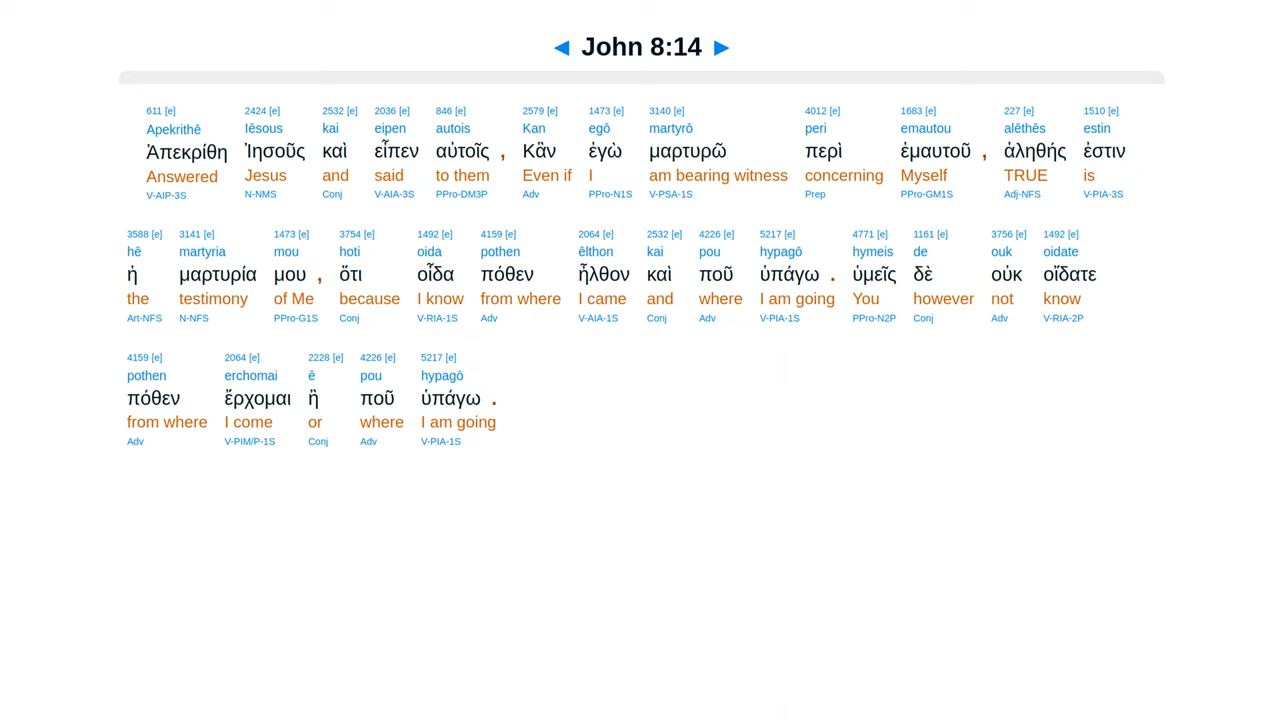 ◄ John 8:14 ►
611 [e] 2424 [e] 2532 [e] 2036 [e] 846 [e] 2579 [e] 1473 [e] 3140 [e] 4012 [e] 1683 [e] 227 [e] 1510 [e]
Apekrithē Iēsous kai eipen autois Kan egō martyrō peri emautou alēthēs estin
Ἀπεκρίθη Ἰησοῦς καὶ εἶπεν αὐτοῖς , Κἂν ἐγὼ μαρτυρῶ περὶ ἐμαυτοῦ , ἀληθής ἐστιν
Answered Jesus and said to them Even if I am bearing witness concerning Myself TRUE is
V-AIP-3S N-NMS Conj V-AIA-3S PPro-DM3P Adv PPro-N1S V-PSA-1S Prep PPro-GM1S Adj-NFS V-PIA-3S
3588 [e] 3141 [e] 1473 [e] 3754 [e] 1492 [e] 4159 [e] 2064 [e] 2532 [e] 4226 [e] 5217 [e] 4771 [e] 1161 [e] 3756 [e] 1492 [e]
hē martyria mou hoti oida pothen ēlthon kai pou hypagō hymeis de ouk oidate
ἡ μαρτυρία μου , ὅτι οἶδα πόθεν ἦλθον καὶ ποῦ ὑπάγω . ὑμεῖς δὲ οὐκ οἴδατε
the testimony of Me because I know from where I came and where I am going You however not know
Art-NFS N-NFS PPro-G1S Conj V-RIA-1S Adv V-AIA-1S Conj Adv V-PIA-1S PPro-N2P Conj Adv V-RIA-2P
4159 [e] 2064 [e] 2228 [e] 4226 [e] 5217 [e]
pothen erchomai ē pou hypagō
πόθεν ἔρχομαι ἢ ποῦ ὑπάγω .
from where I come or where I am going
Adv V-PIM/P-1S Conj Adv V-PIA-1S